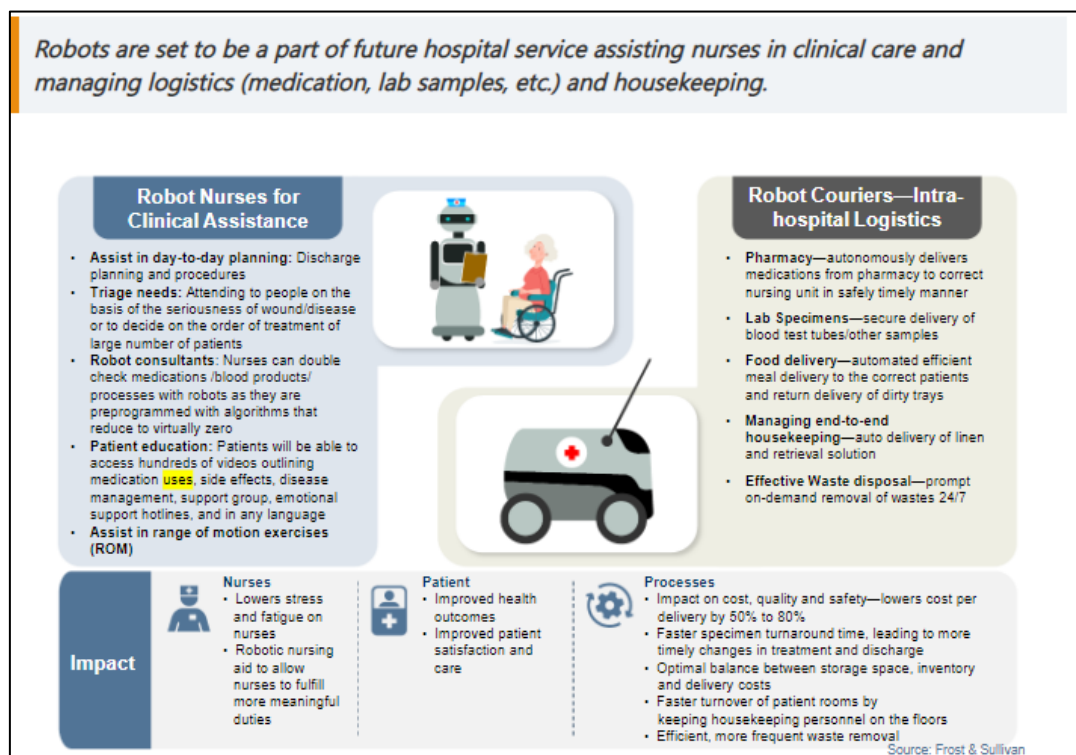 Robots are set to be a part of future hospital service assisting nurses in clinical care and
managing logistics (medication, lab samples, etc.) and housekeeping.
Robot Nurses for
Clinical Assistance
• Assist in day-to-day planning: Discharge
planning and procedures
• Triage needs: Attending to people on the
basis of the seriousness of wound/disease
or to decide on the order of treatment of
large number of patients
• Robot consultants: Nurses can double
check medications /blood products/
processes with robots as they are
preprogrammed with algorithms that
reduce to virtually zero
• Patient education: Patients will be able to
access hundreds of videos outlining
medication uses, side effects, disease
management, support group, emotional
support hotlines, and in any language
• Assist in range of motion exercises
(ROM)
Robot Couriers—Intra-
hospital Logistics
• Pharmacy—autonomously delivers
medications from pharmacy to correct
nursing unit in safely timely manner
• Lab Specimens—secure delivery of
blood test tubes/other samples
• Food delivery—automated efficient
meal delivery to the correct patients
and return delivery of dirty trays
• Managing end-to-end
housekeeping—auto delivery of linen
and retrieval solution
• Effective Waste disposal—prompt
on-demand removal of wastes 24/7
Impact
Nurses
• Lowers stress
and fatigue on
nurses
• Robotic nursing
aid to allow
nurses to fulfill
more meaningful
duties
Patient
• Improved health
outcomes
• Improved patient
satisfaction and
care
Processes
• Impact on cost, quality and safety—lowers cost per
delivery by 50% to 80%
• Faster specimen turnaround time, leading to more
timely changes in treatment and discharge
• Optimal balance between storage space, inventory
and delivery costs
• Faster turnover of patient rooms by
keeping housekeeping personnel on the floors
• Efficient, more frequent waste removal
Source: Frost & Sullivan